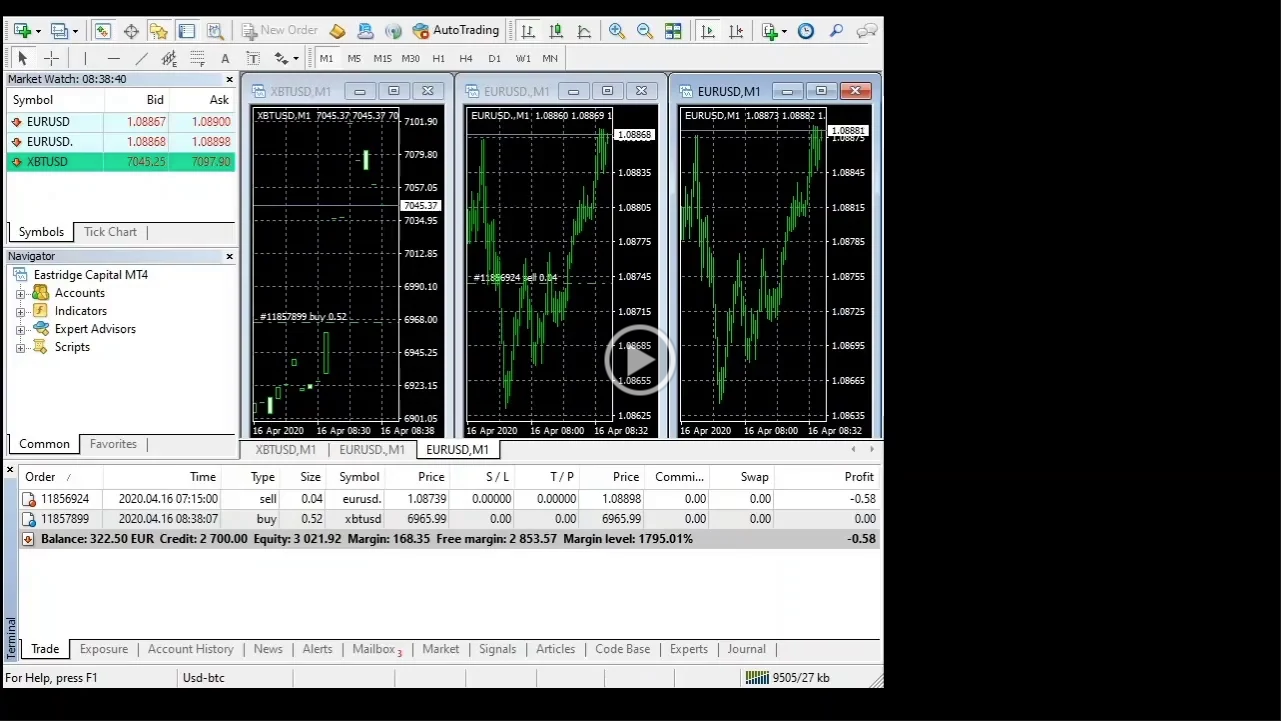 New Order AutoTrading
A T M1 M5 M15 M30 H1 H4 D1 W1 MN
Market Watch: 08:38:40
Symbol Bid Ask
EURUSD 1.08867 1.08900
EURUSD. 1.08868 1.08898
XBTUSD 7045.25 7097.90
Symbols Tick Chart
Navigator
Eastridge Capital MT4
Accounts
Indicators
Expert Advisors
Scripts
Common Favorites
XBTUSD,M1
XBTUSD,M1 7045.37 7045.37 70
7101.90
7079.80
7057.05
7045.37
7034.95
7012.85
6990.10
#11857899 buy 0.52
6968.00
6945.25
6923.15
6901.05
16 Apr 2020 16 Apr 08:30 16 Apr 08:38
EURUSD.,M1
EURUSD.,M1 1.08860 1.08869 1
1.08868
1.08835
1.08805
1.08775
#11856924 sell 0.04
1.08745
1.08715
1.08685
1.08655
1.08625
16 Apr 2020 16 Apr 08:00 16 Apr 08:32
EURUSD,M1
EURUSD,M1 1.08873 1.08882 1.
1.08881
1.08875
1.08845
1.08815
1.08785
1.08755
1.08725
1.08695
1.08665
1.08635
16 Apr 2020 16 Apr 08:00 16 Apr 08:32
XBTUSD,M1 EURUSD.,M1 EURUSD,M1
Order / Time Type Size Symbol Price S / L T / P Price Commi... Swap Profit
11856924 2020.04.16 07:15:00 sell 0.04 eurusd. 1.08739 0.00000 0.00000 1.08898 0.00 0.00 -0.58
11857899 2020.04.16 08:38:07 buy 0.52 xbtusd 6965.99 0.00 0.00 6965.99 0.00 0.00 0.00
Balance: 322.50 EUR Credit: 2 700.00 Equity: 3 021.92 Margin: 168.35 Free margin: 2 853.57 Margin level: 1795.01% -0.58
Terminal
Trade Exposure Account History News Alerts Mailbox 3 Market Signals Articles Code Base Experts Journal
For Help, press F1 Usd-btc 9505/27 kb